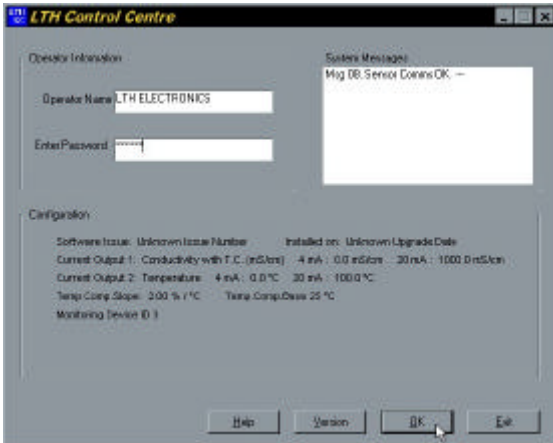 LTH Control Centre
Operator Information
Operator Name LTH ELECTRONICS
Enter Password
System Messages
Msg 08. Sensor Comms OK. ---
Configuration
Software Issue: Unknown Issue Number Installed on: Unknown Upgrade Date
Current Output 1: Conductivity with T.C. (mS/cm) 4 mA : 0.0 mS/cm 20 mA : 1000.0 mS/cm
Current Output 2: Temperature 4 mA : 0.0 °C 20 mA : 100.0 °C
Temp.Comp.Slope: 2.00 % / °C Temp.Comp.Base 25 °C
Monitoring Device ID
Help Version OK Exit